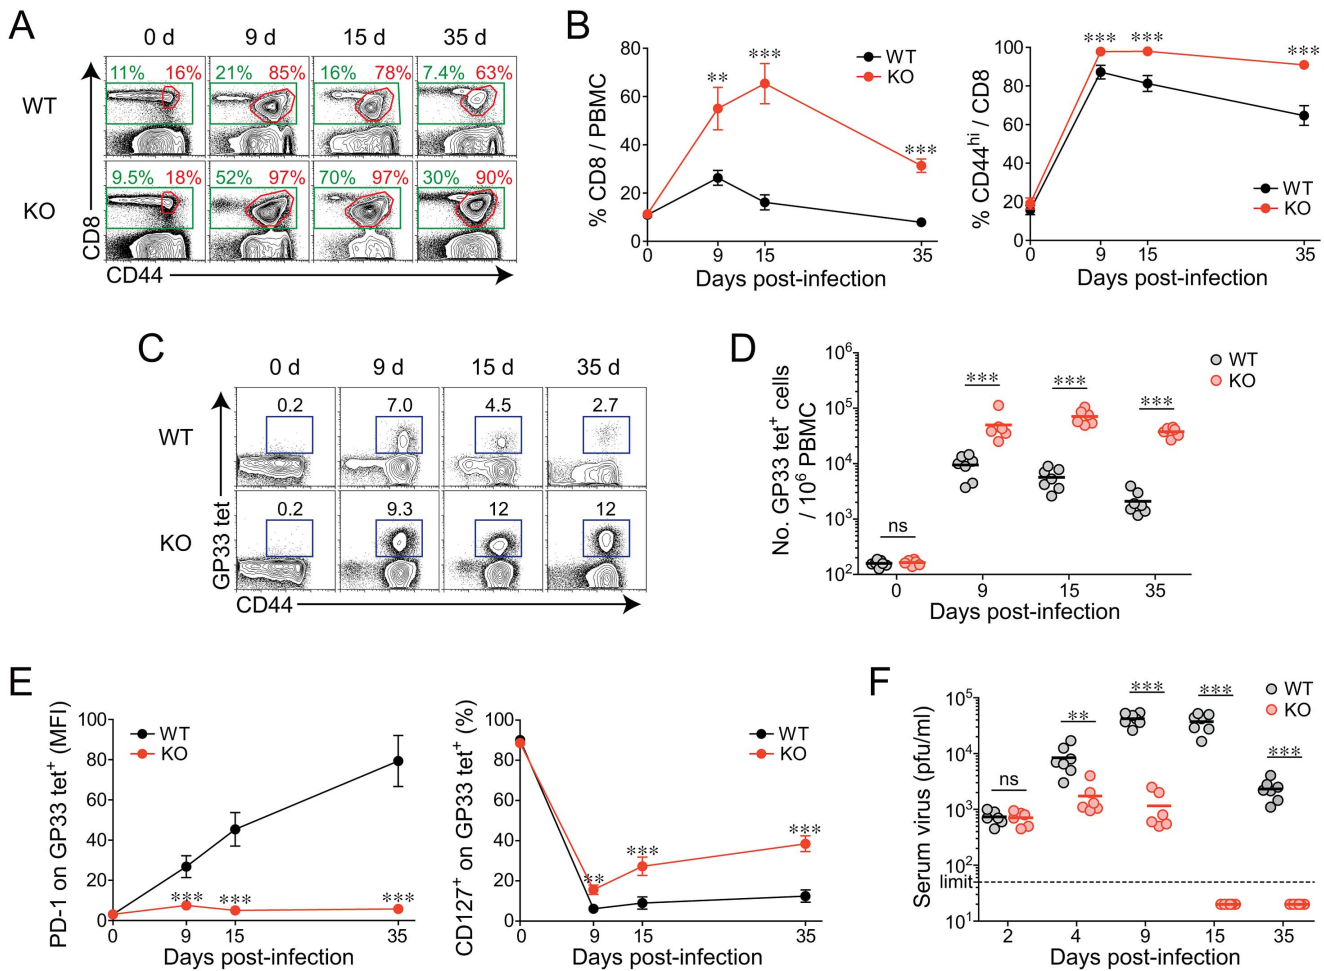 A
0 d 9 d 15 d 35 d
WT
11% 16% 21% 85% 16% 78% 7.4% 63%
KO
9.5% 18% 52% 97% 70% 97% 30% 90%
CD8
CD44
B
% CD8 / PBMC
80
60
40
20
0
** *** ***
WT
KO
0 9 15 35
Days post-infection
% CD44hi / CD8
100
80
60
40
20
0
*** *** ***
WT
KO
0 9 15 35
Days post-infection
C
0 d 9 d 15 d 35 d
WT
0.2 7.0 4.5 2.7
KO
0.2 9.3 12 12
GP33 tet
CD44
D
No. GP33 tet+ cells
/ 10⁶ PBMC
10⁶
10⁵
10⁴
10³
10²
ns *** *** ***
WT
KO
0 9 15 35
Days post-infection
E
PD-1 on GP33 tet+ (MFI)
100
80
60
40
20
0
WT
KO
*** *** ***
0 9 15 35
Days post-infection
CD127+ on GP33 tet+ (%)
100
80
60
40
20
0
WT
KO
** *** ***
0 9 15 35
Days post-infection
F
Serum virus (pfu/ml)
10⁵
10⁴
10³
10²
limit
10¹
ns ** *** *** ***
WT
KO
2 4 9 15 35
Days post-infection